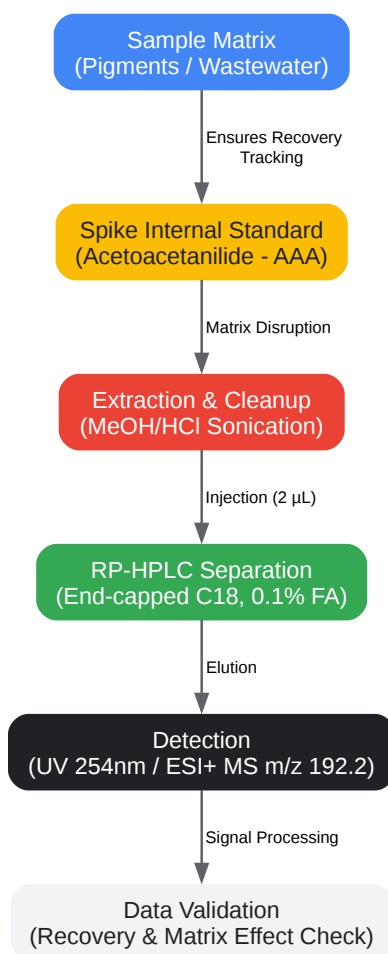 Sample Matrix
(Pigments / Wastewater)
Ensures Recovery
Tracking
Spike Internal Standard
(Acetoacetanilide - AAA)
Matrix Disruption
Extraction & Cleanup
(MeOH/HCl Sonication)
Injection (2 µL)
RP-HPLC Separation
(End-capped C18, 0.1% FA)
Elution
Detection
(UV 254nm / ESI+ MS m/z 192.2)
Signal Processing
Data Validation
(Recovery & Matrix Effect Check)